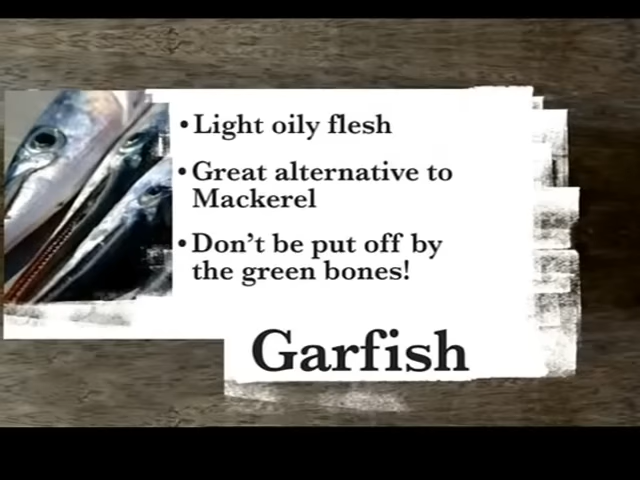 • Light oily flesh
• Great alternative to
Mackerel
• Don't be put off by
the green bones!
Garfish